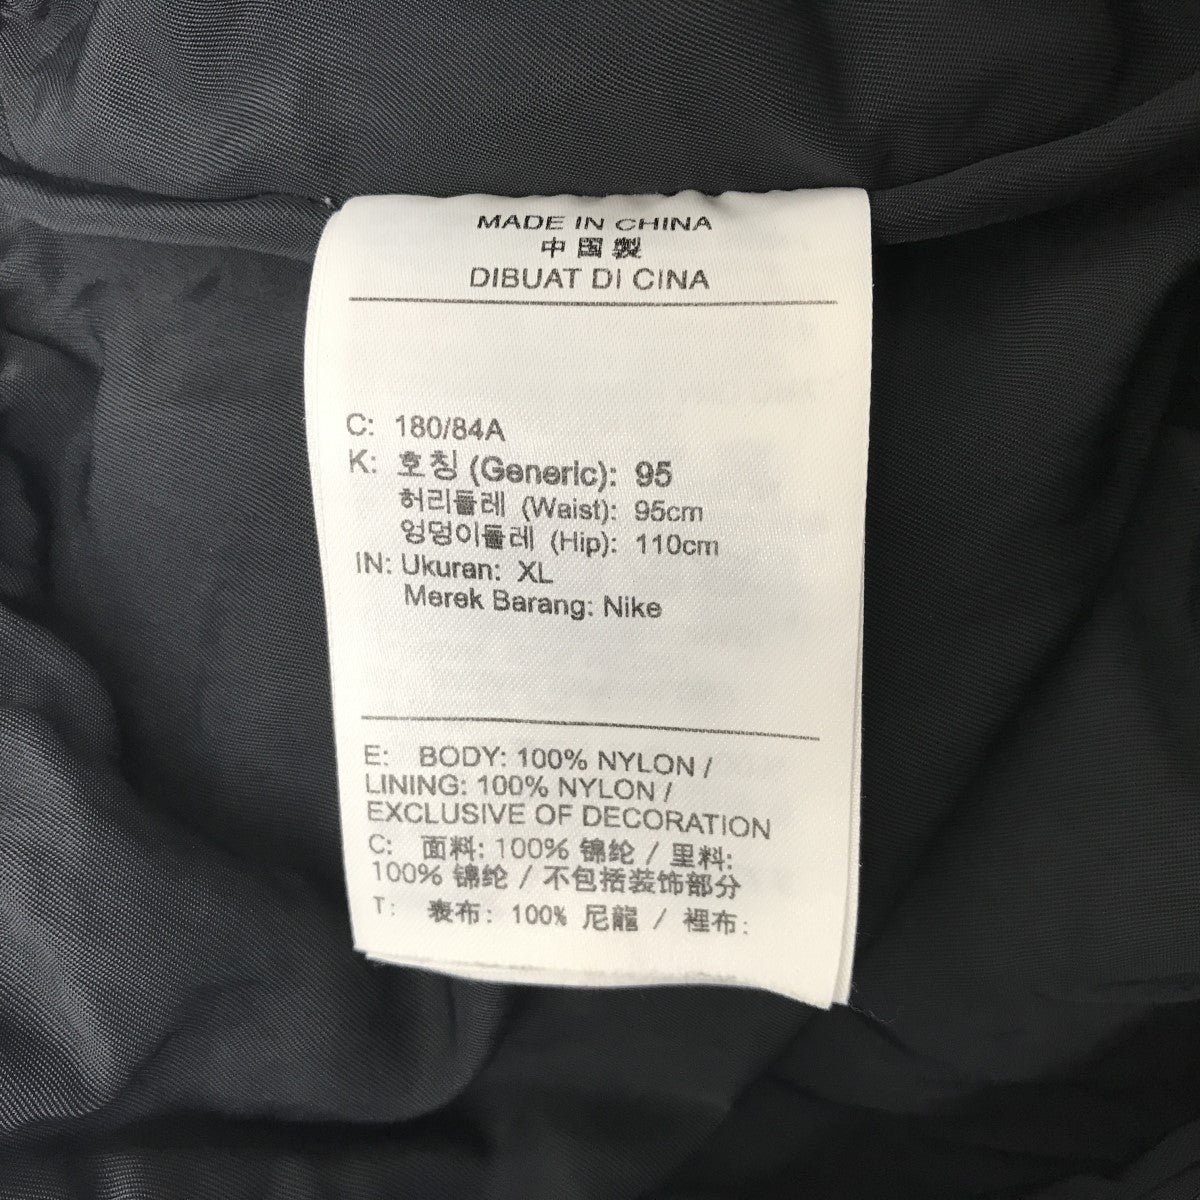 MADE IN CHINA
中国製
DIBUAT DI CINA
C: 180/84A
K: 호칭 (Generic): 95
허리둘레 (Waist): 95cm
엉덩이둘레 (Hip): 110cm
IN: Ukuran: XL
Merek Barang: Nike
E: BODY: 100% NYLON /
LINING: 100% NYLON /
EXCLUSIVE OF DECORATION
C: 面料: 100% 锦纶 / 里料:
100% 锦纶 / 不包括装饰部分
T: 表布: 100% 尼龍 / 裡布: